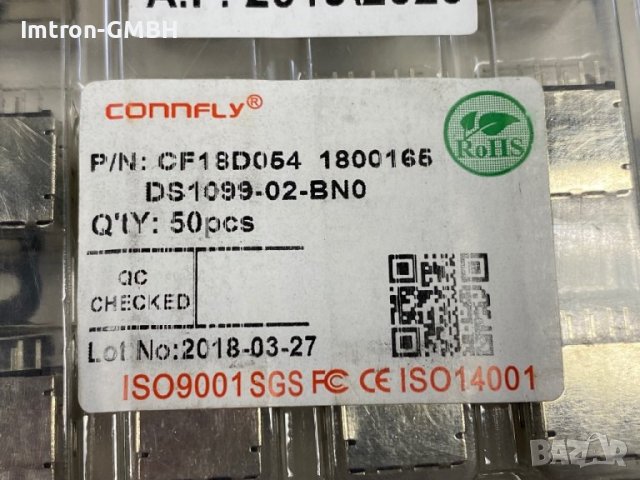 Imtron-GMBH
CONNFLY®
RoHS
P/N: CF18D054 1800165
DS1099-02-BN0
Q'TY: 50pcs
QC
CHECKED
Lot No:2018-03-27
ISO9001 SGS FC CE ISO14001
BAZAR